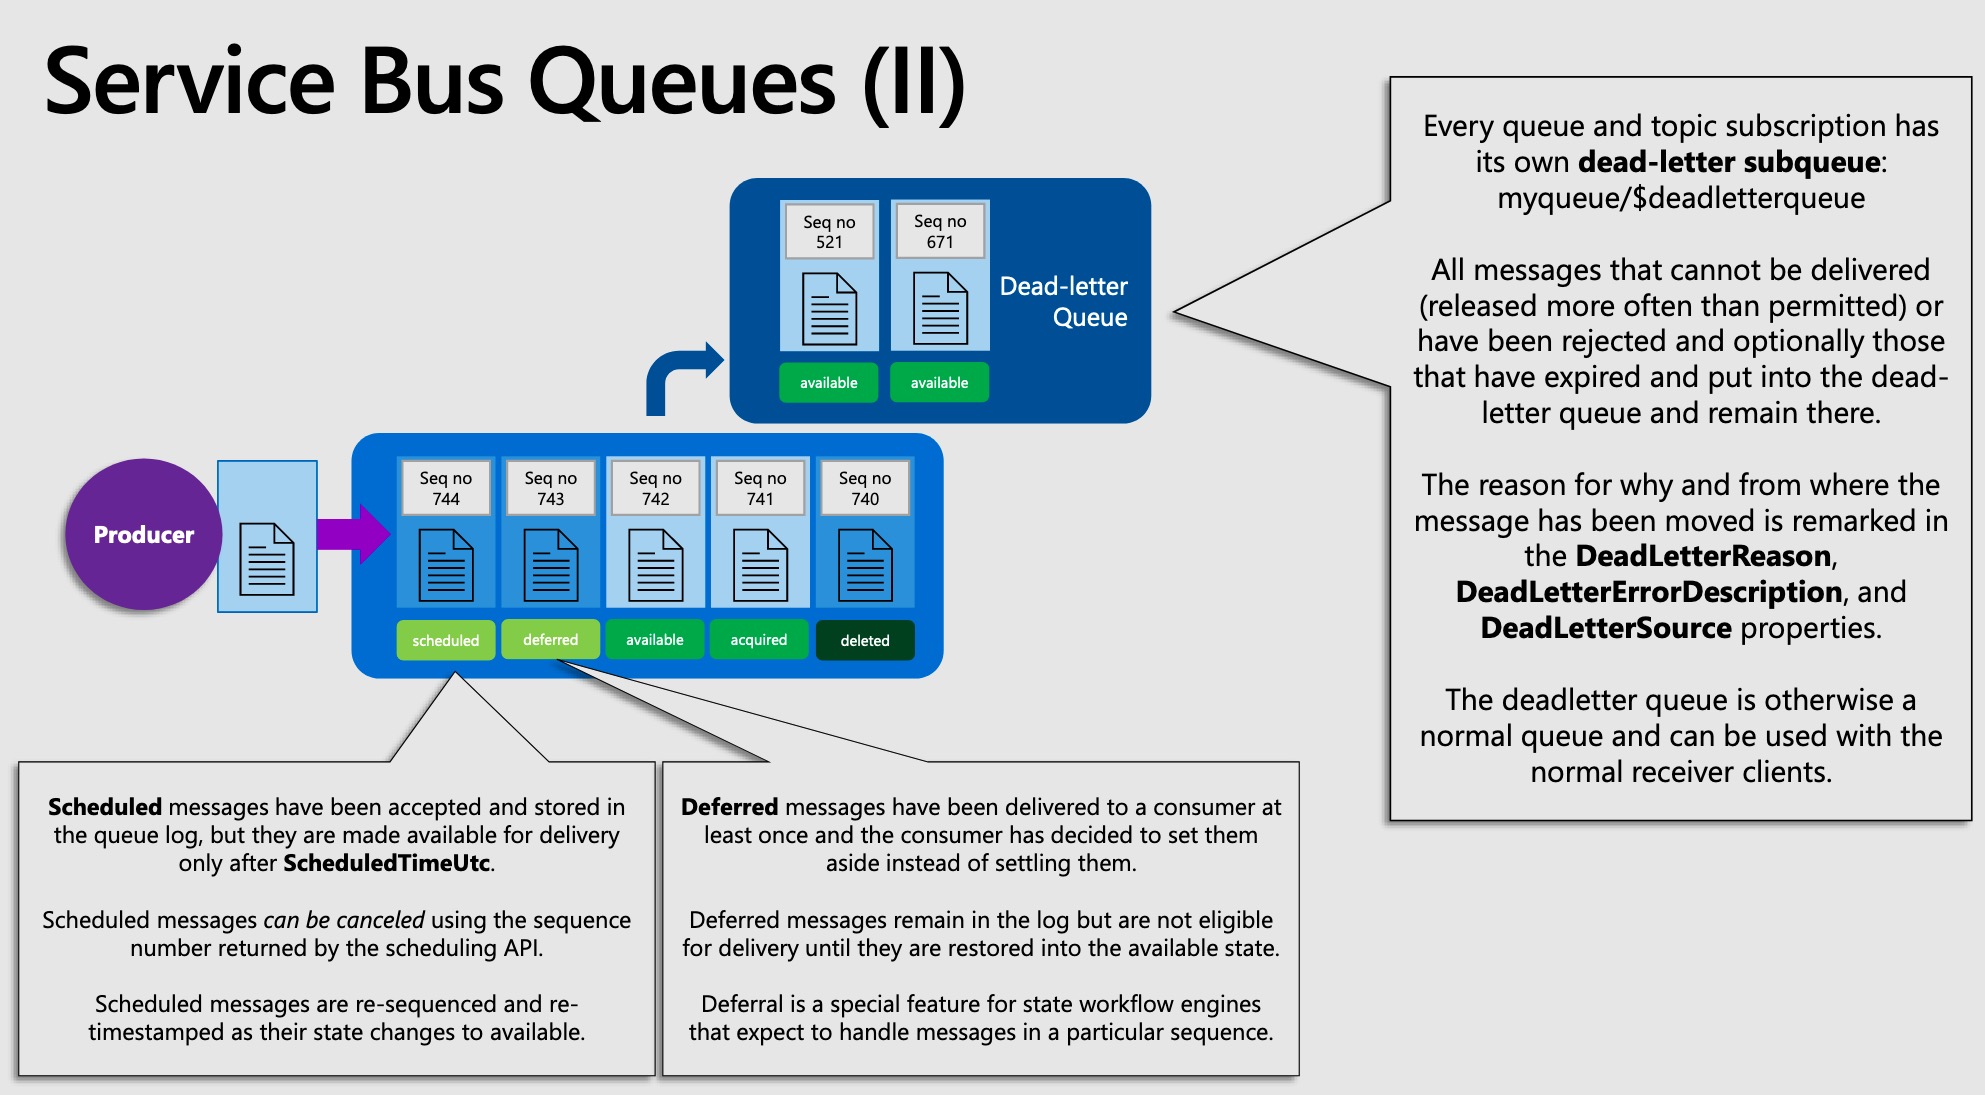 Service Bus Queues (II)
Every queue and topic subscription has
its own dead-letter subqueue:
myqueue/$deadletterqueue
All messages that cannot be delivered
(released more often than permitted) or
have been rejected and optionally those
that have expired and put into the dead-
letter queue and remain there.
The reason for why and from where the
message has been moved is remarked in
the DeadLetterReason,
DeadLetterErrorDescription, and
DeadLetterSource properties.
The deadletter queue is otherwise a
normal queue and can be used with the
normal receiver clients.
Seq no
521
Seq no
671
Dead-letter
Queue
available
available
Producer
Seq no
744
Seq no
743
Seq no
742
Seq no
741
Seq no
740
scheduled
deferred
available
acquired
deleted
Scheduled messages have been accepted and stored in
the queue log, but they are made available for delivery
only after ScheduledTimeUtc.
Scheduled messages can be canceled using the sequence
number returned by the scheduling API.
Scheduled messages are re-sequenced and re-
timestamped as their state changes to available.
Deferred messages have been delivered to a consumer at
least once and the consumer has decided to set them
aside instead of settling them.
Deferred messages remain in the log but are not eligible
for delivery until they are restored into the available state.
Deferral is a special feature for state workflow engines
that expect to handle messages in a particular sequence.